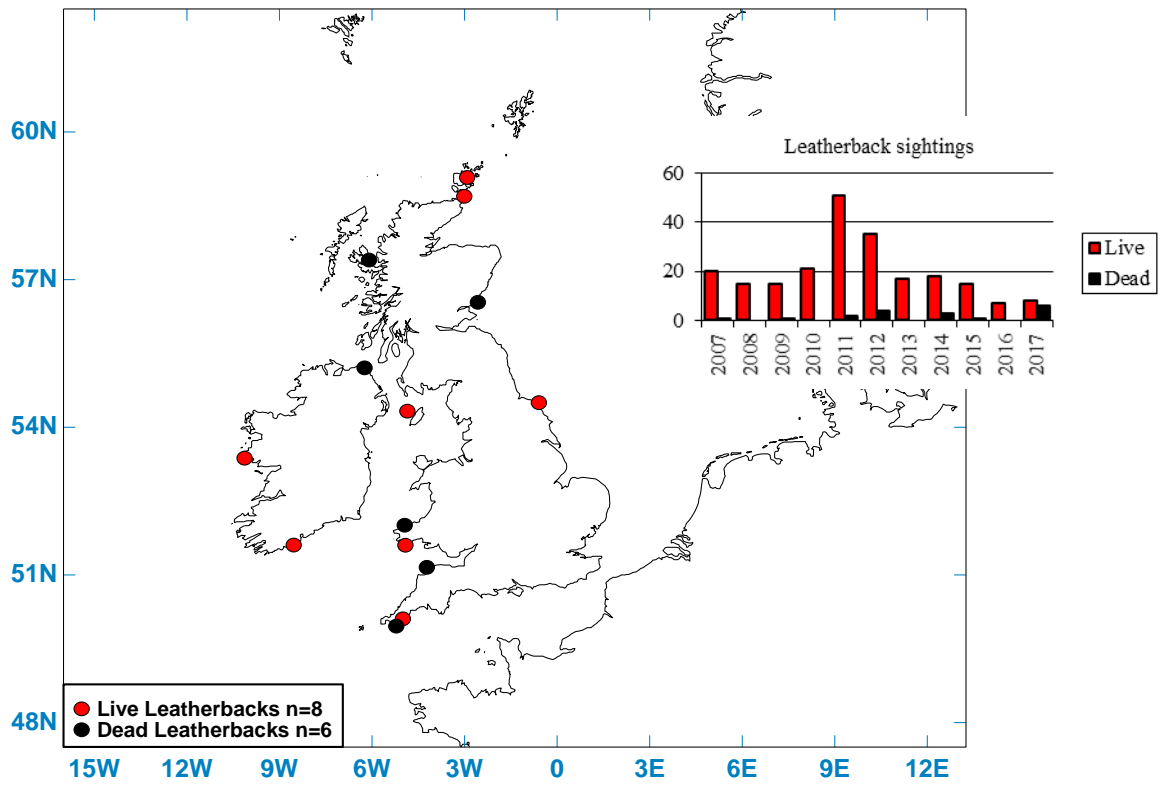 60N
57N
54N
51N
48N
Leatherback sightings
60
40
20
0
2007
2008
2009
2010
2011
2012
2013
2014
2015
2016
2017
Live
Dead
Live Leatherbacks n=8
Dead Leatherbacks n=6
15W 12W 9W 6W 3W 0 3E 6E 9E 12E